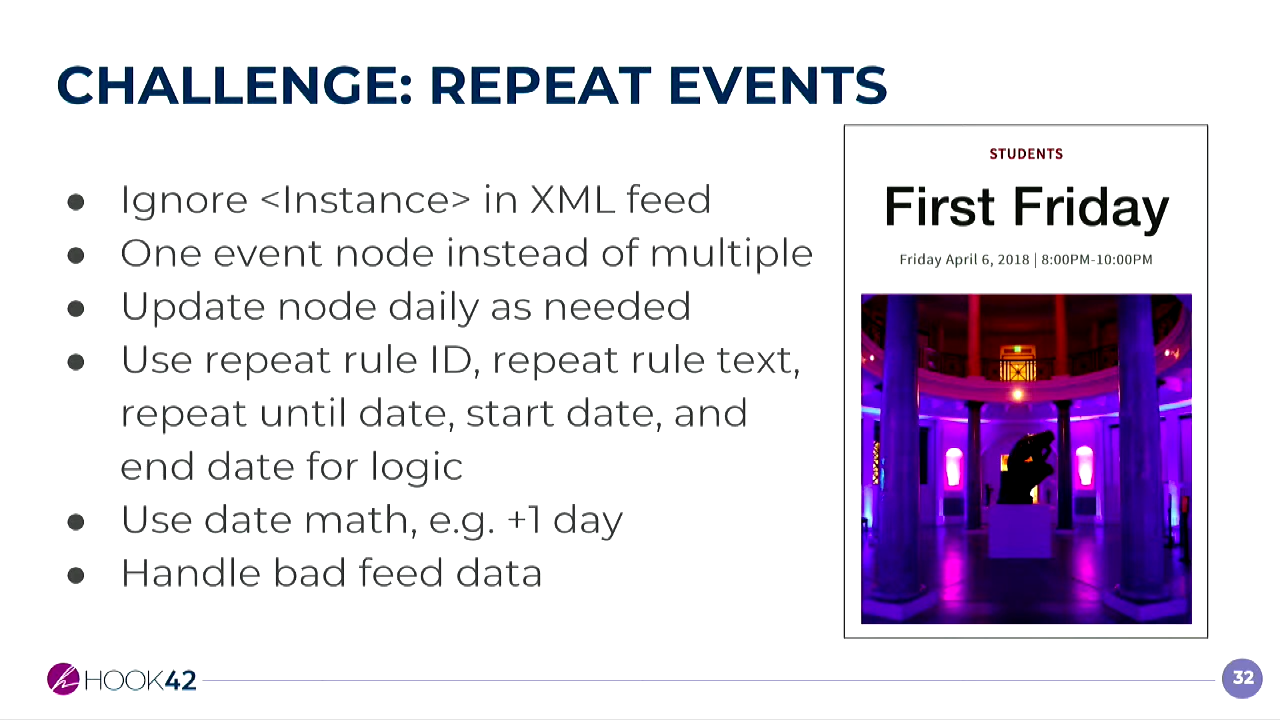 CHALLENGE: REPEAT EVENTS
● Ignore <Instance> in XML feed
● One event node instead of multiple
● Update node daily as needed
● Use repeat rule ID, repeat rule text,
repeat until date, start date, and
end date for logic
● Use date math, e.g. +1 day
● Handle bad feed data
STUDENTS
First Friday
Friday April 6, 2018 | 8:00PM-10:00PM
HOOK42
32